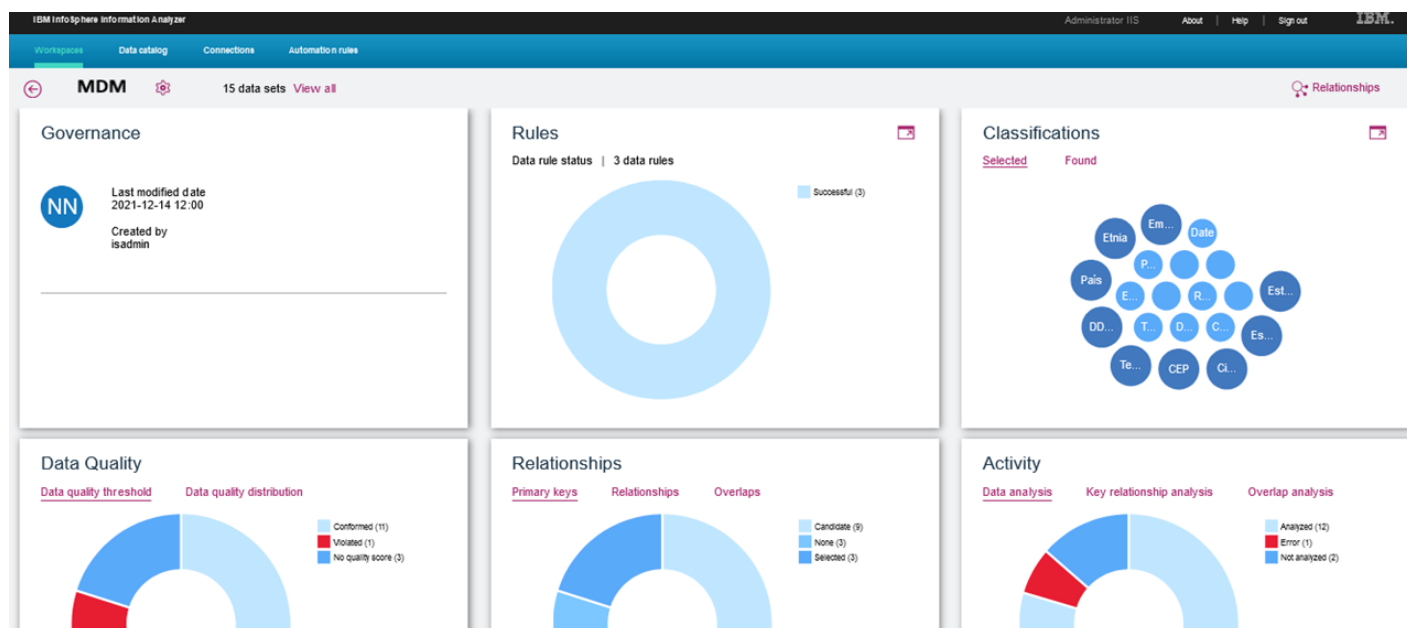 IBM InfoSphere Information Analyzer
Administrator IIS About | Help | Sign out IBM.
Workspaces Data catalog Connections Automation rules
MDM 15 data sets View all Relationships
Governance
NN
Last modified date
2021-12-14 12:00
Created by
isadmin
Rules
Data rule status | 3 data rules
Successful (3)
Classifications
Selected Found
Em...
Date
Etnia
P...
País
E...
R...
Est...
DD...
T...
D...
C...
Es...
Te...
CEP
Ci...
Data Quality
Data quality threshold Data quality distribution
Conformed (11)
Violated (1)
No quality score (3)
Relationships
Primary keys Relationships Overlaps
Candidate (9)
None (3)
Selected (3)
Activity
Data analysis Key relationship analysis Overlap analysis
Analyzed (12)
Error (1)
Not analyzed (2)